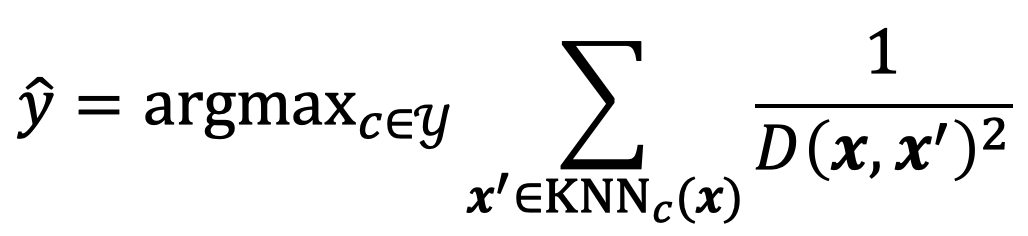 ŷ = argmax_{c∈𝒴} ∑_{𝒙′∈KNN_c(𝒙)} 1 / D(𝒙, 𝒙′)²